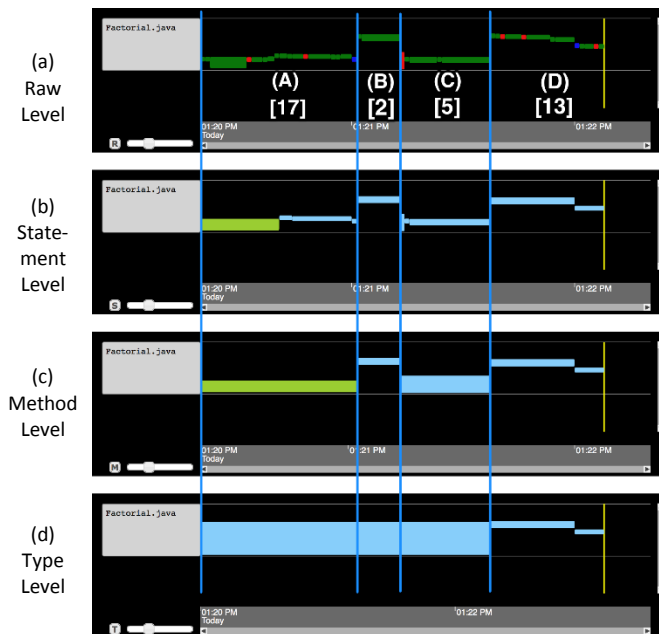 (a)
Raw
Level
Factorial.java
(A)
[17]
(B)
[2]
(C)
[5]
(D)
[13]
01:20 PM
01:21 PM
01:22 PM
Today
R
(b)
State-
ment
Level
Factorial.java
01:20 PM
01:21 PM
01:22 PM
Today
S
(c)
Method
Level
Factorial.java
01:20 PM
01:21 PM
01:22 PM
Today
M
(d)
Type
Level
Factorial.java
01:20 PM
01:22 PM
Today
T